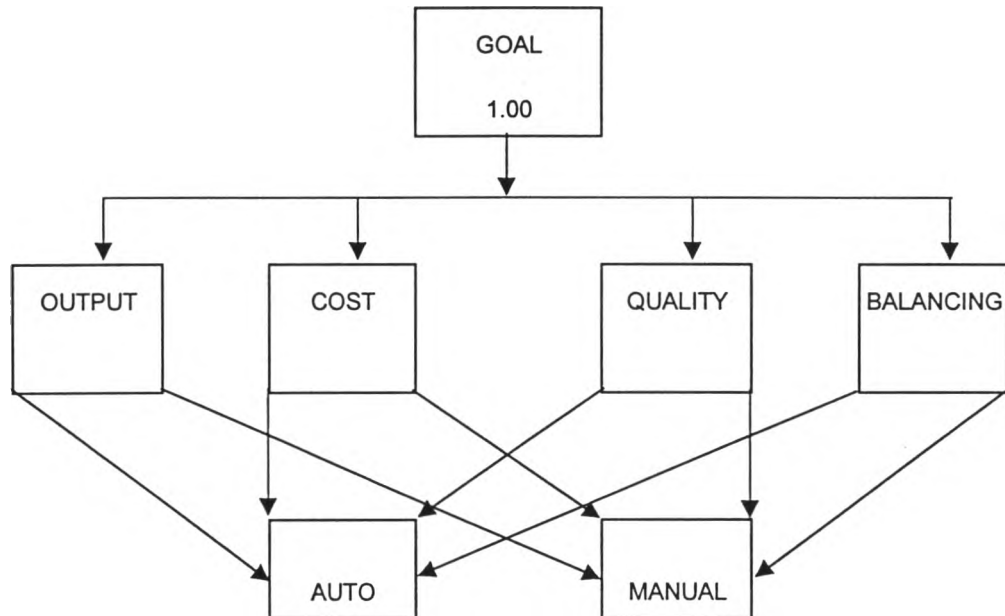 GOAL
1.00
OUTPUT
COST
QUALITY
BALANCING
AUTO
MANUAL